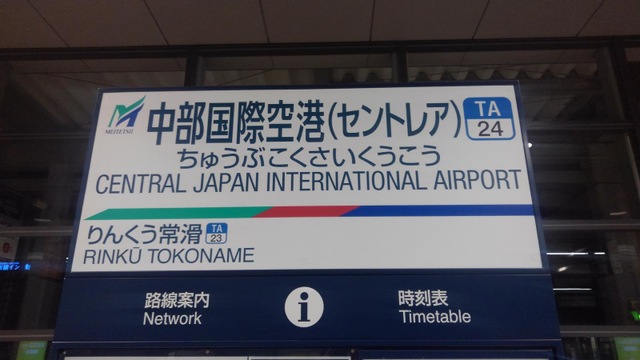 MEITETSU
中部国際空港(セントレア)
TA
24
ちゅうぶこくさいくうこう
CENTRAL JAPAN INTERNATIONAL AIRPORT
りんくう常滑 TA 23
RINKŪ TOKONAME
路線案内
Network
i
時刻表
Timetable